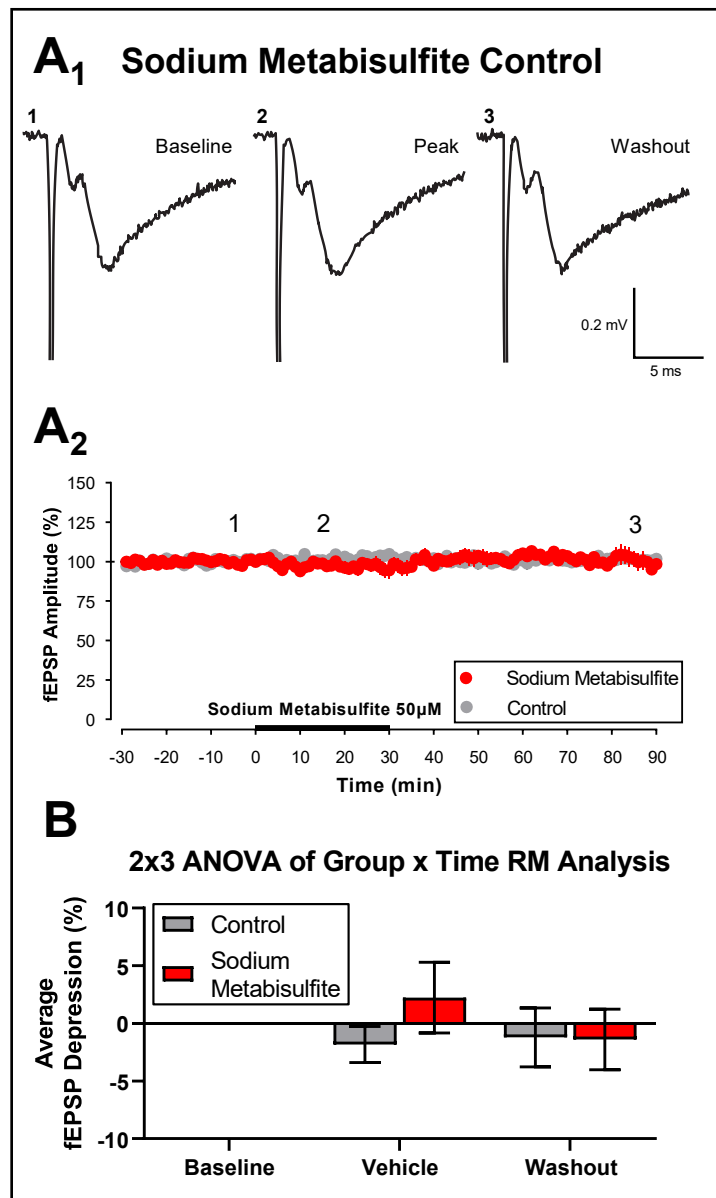 A1 Sodium Metabisulfite Control
1 2 3
Baseline Peak Washout
0.2 mV
5 ms
A2
150
125
100
75
50
25
0
fEPSP Amplitude (%)
1 2 3
Sodium Metabisulfite
Control
Sodium Metabisulfite 50µM
-30 -20 -10 0 10 20 30 40 50 60 70 80 90
Time (min)
B
2x3 ANOVA of Group x Time RM Analysis
10
5
0
-5
-10
Average
fEPSP Depression (%)
Control
Sodium
Metabisulfite
Baseline Vehicle Washout